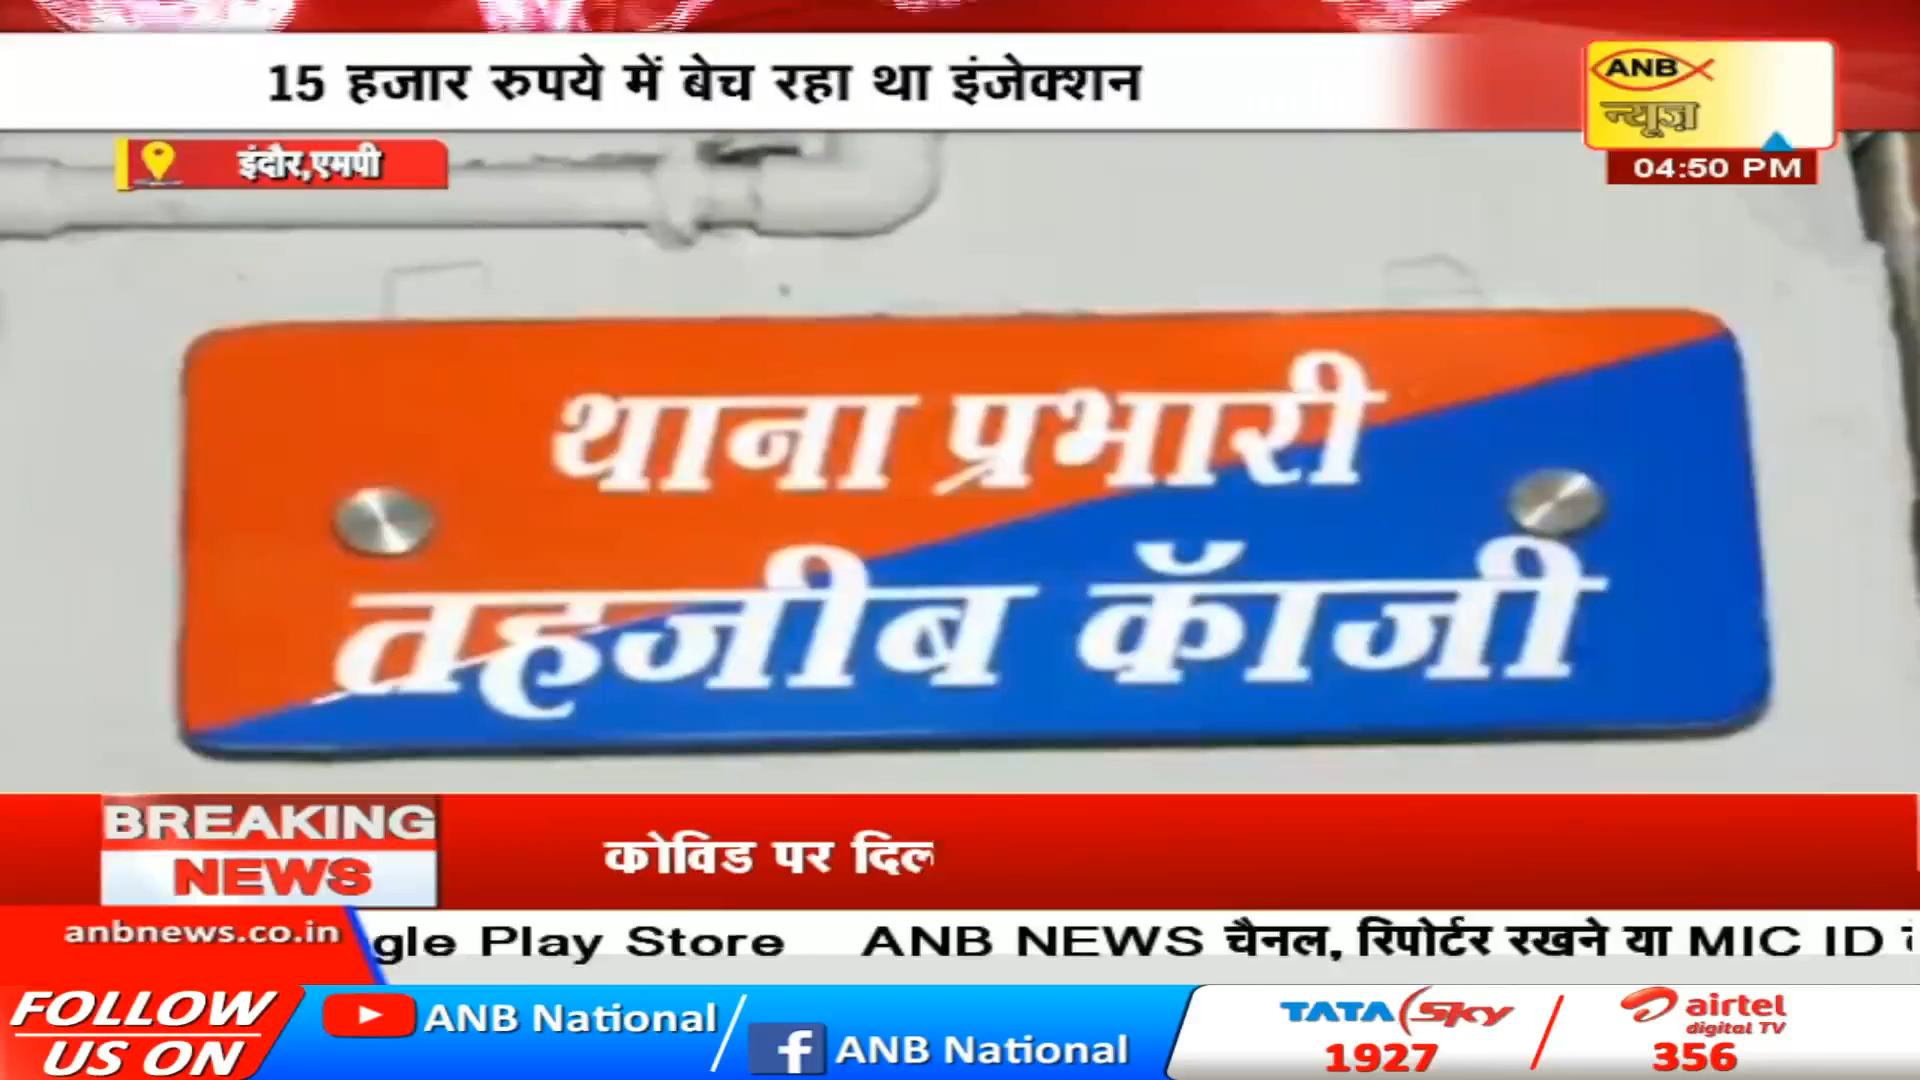 15 हजार रुपये में बेच रहा था इंजेक्शन
ANB
न्यूज़
04:50 PM
इंदौर,एमपी
थाना प्रभारी
तहजीब कॅाजी
BREAKING
NEWS
कोविड पर दिल
anbnews.co.in
gle Play Store ANB NEWS चैनल, रिपोर्टर रखने या MIC ID
FOLLOW
US ON
ANB National
ANB National
TATA Sky
1927
airtel
digital TV
356